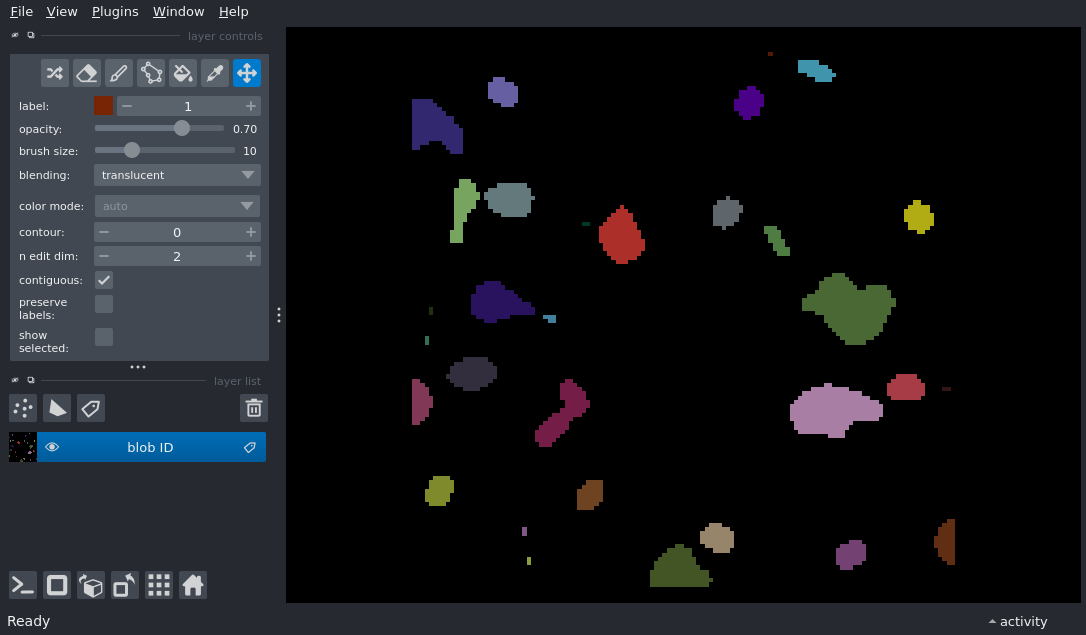 File View Plugins Window Help
layer controls
label: 1
opacity: 0.70
brush size: 10
blending: translucent
color mode: auto
contour: 0
n edit dim: 2
contiguous:
preserve
labels:
show
selected:
layer list
blob ID
Ready
activity